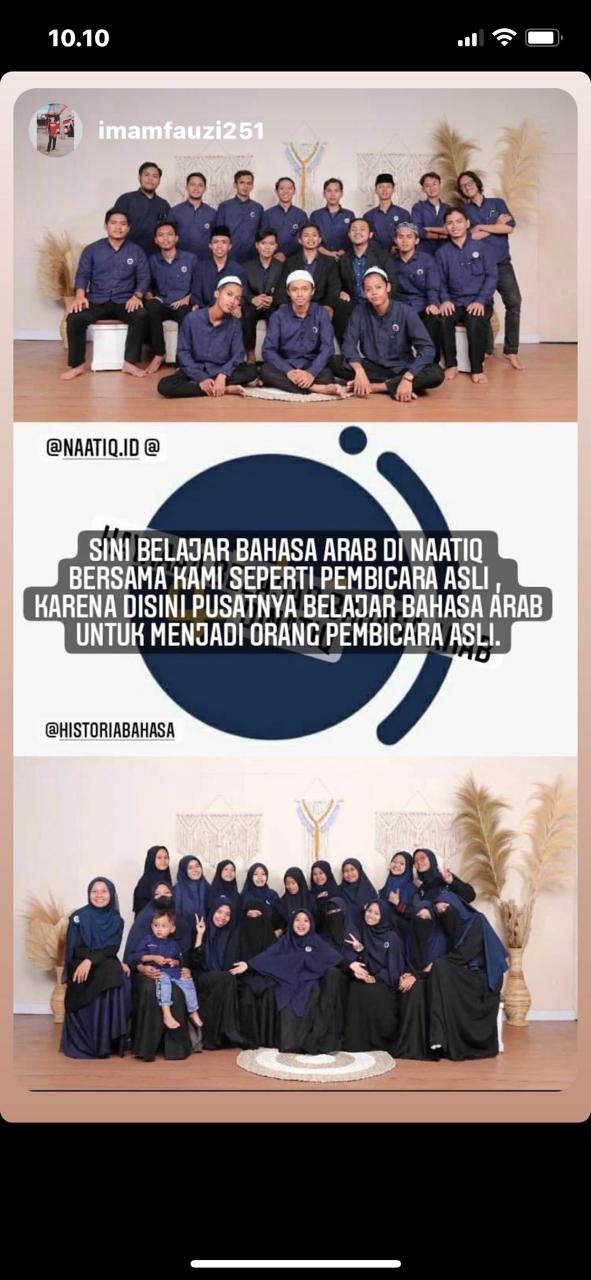 10.10
imamfauzi251
@NAATIQ.ID @
SINI BELAJAR BAHASA ARAB DI NAATIQ
BERSAMA KAMI SEPERTI PEMBICARA ASLI ,
KARENA DISINI PUSATNYA BELAJAR BAHASA ARAB
UNTUK MENJADI ORANG PEMBICARA ASLI.
@HISTORIABAHASA